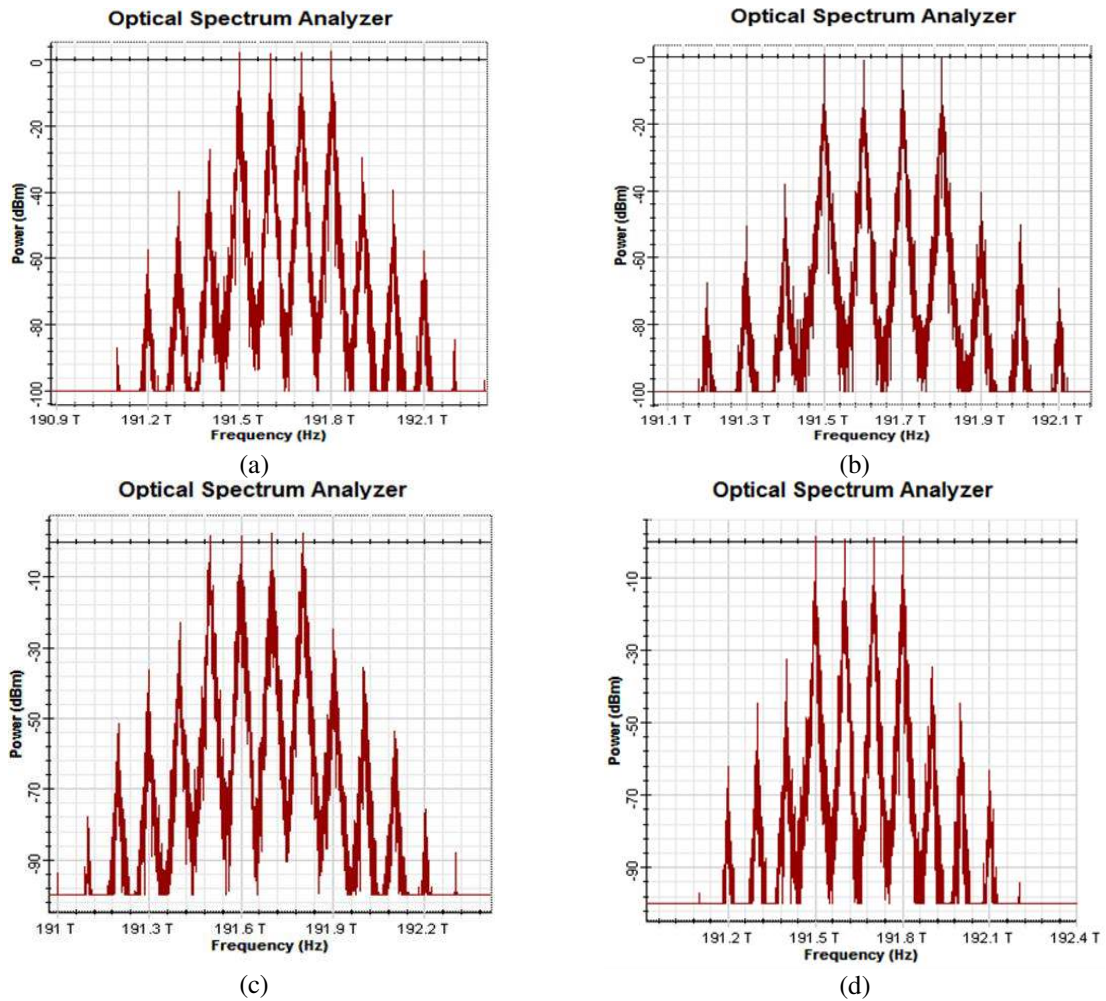 Optical Spectrum Analyzer
Power (dBm)
0
-20
-40
-60
-80
-100
190.9 T 191.2 T 191.5 T 191.8 T 192.1 T
Frequency (Hz)
(a)
Optical Spectrum Analyzer
Power (dBm)
0
-20
-40
-60
-80
-100
191.1 T 191.3 T 191.5 T 191.7 T 191.9 T 192.1 T
Frequency (Hz)
(b)
Optical Spectrum Analyzer
Power (dBm)
-10
-30
-50
-70
-90
191 T 191.3 T 191.6 T 191.9 T 192.2 T
Frequency (Hz)
(c)
Optical Spectrum Analyzer
Power (dBm)
-10
-30
-50
-70
-90
191.2 T 191.5 T 191.8 T 192.1 T 192.4 T
Frequency (Hz)
(d)